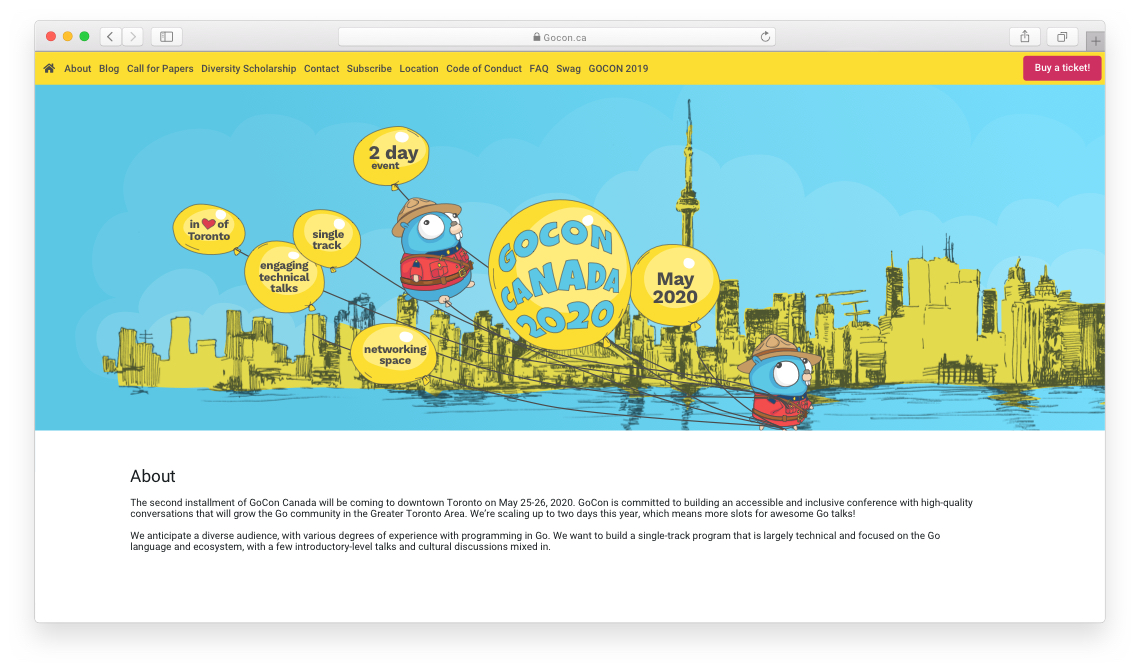 Gocon.ca
About Blog Call for Papers Diversity Scholarship Contact Subscribe Location Code of Conduct FAQ Swag GOCON 2019
Buy a ticket!
2 day
event
in ❤ of
Toronto
single
track
engaging
technical
talks
GOCON
CANADA
2020
May
2020
networking
space
About
The second installment of GoCon Canada will be coming to downtown Toronto on May 25-26, 2020. GoCon is committed to building an accessible and inclusive conference with high-quality
conversations that will grow the Go community in the Greater Toronto Area. We're scaling up to two days this year, which means more slots for awesome Go talks!
We anticipate a diverse audience, with various degrees of experience with programming in Go. We want to build a single-track program that is largely technical and focused on the Go
language and ecosystem, with a few introductory-level talks and cultural discussions mixed in.